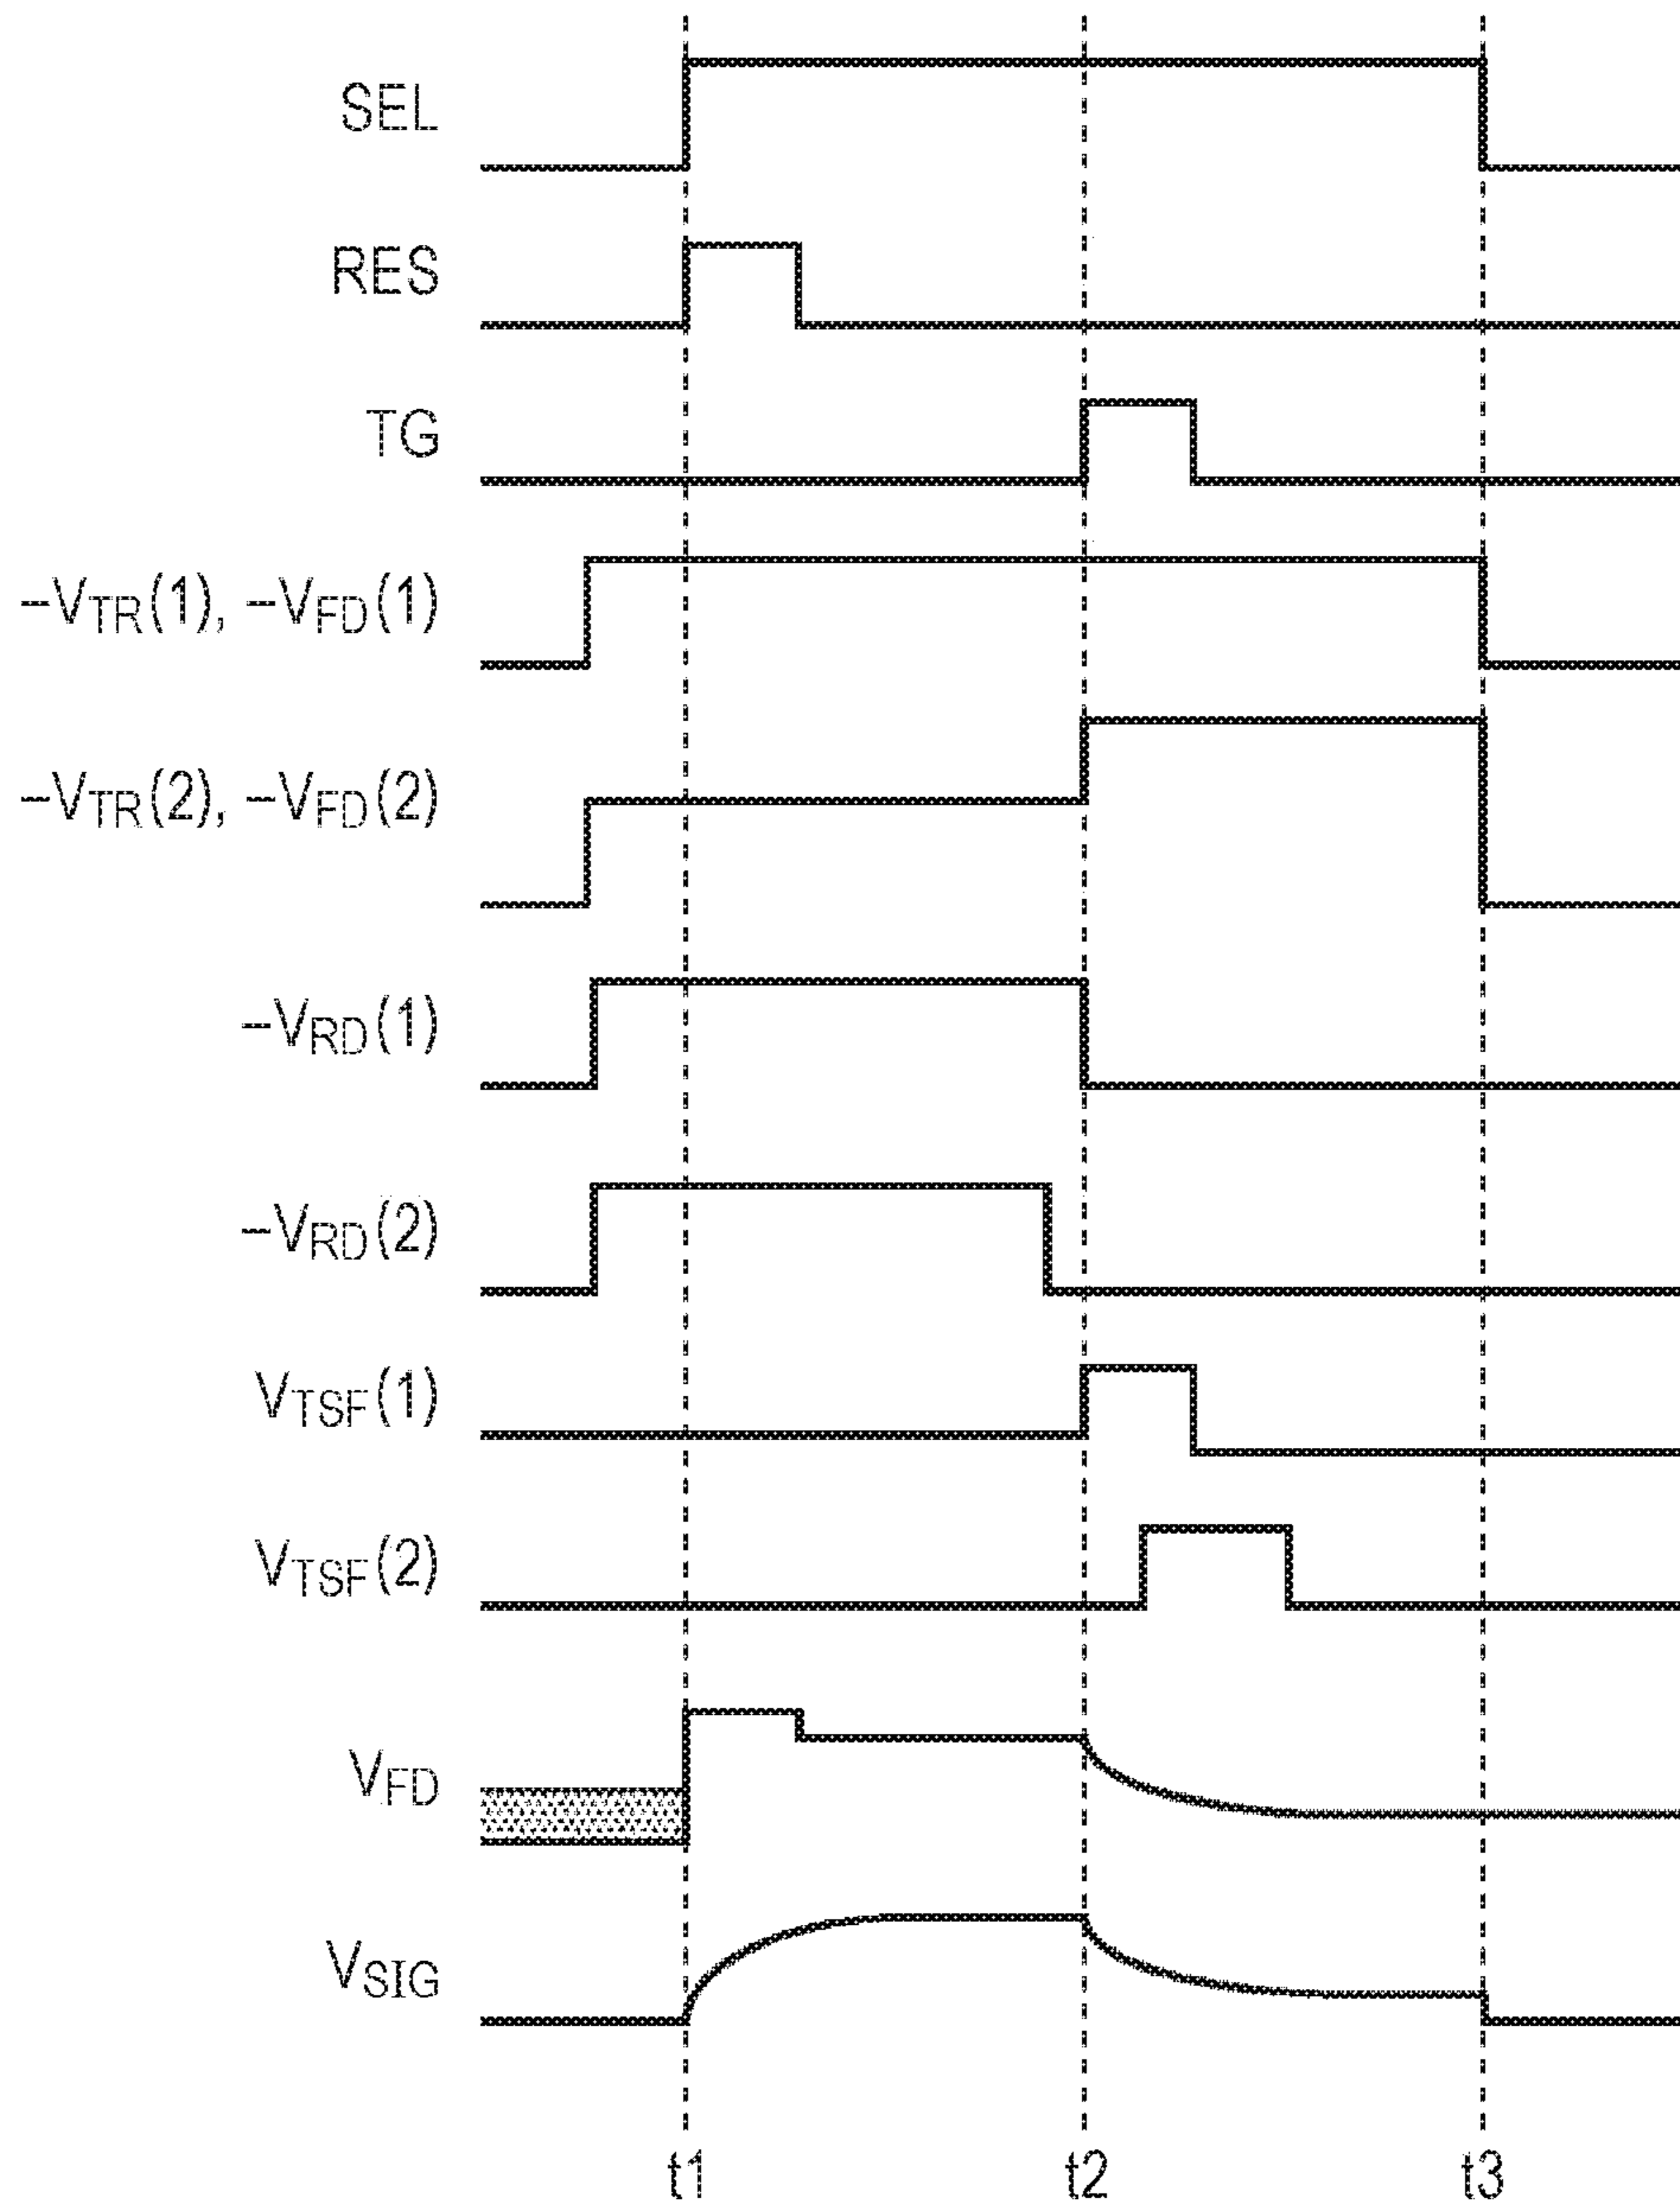 SEL
RES
TG
–VTR(1), –VFD(1)
–VTR(2), –VFD(2)
–VRD(1)
–VRD(2)
VTSF(1)
VTSF(2)
VFD
VSIG
t1 t2 t3